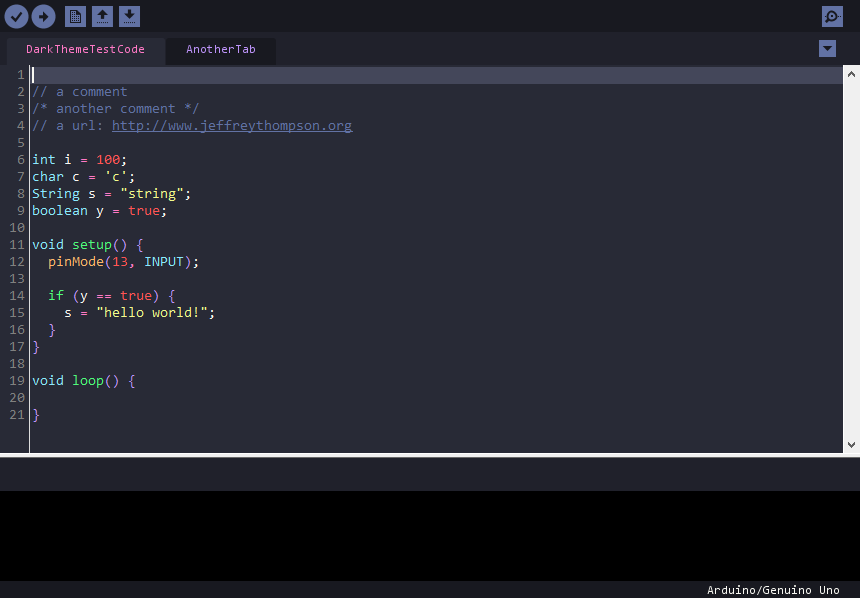 DarkThemeTestCode AnotherTab
1
2 // a comment
3 /* another comment */
4 // a url: http://www.jeffreythompson.org
5
6 int i = 100;
7 char c = 'c';
8 String s = "string";
9 boolean y = true;
10
11 void setup() {
12   pinMode(13, INPUT);
13
14   if (y == true) {
15     s = "hello world!";
16   }
17 }
18
19 void loop() {
20
21 }
Arduino/Genuino Uno